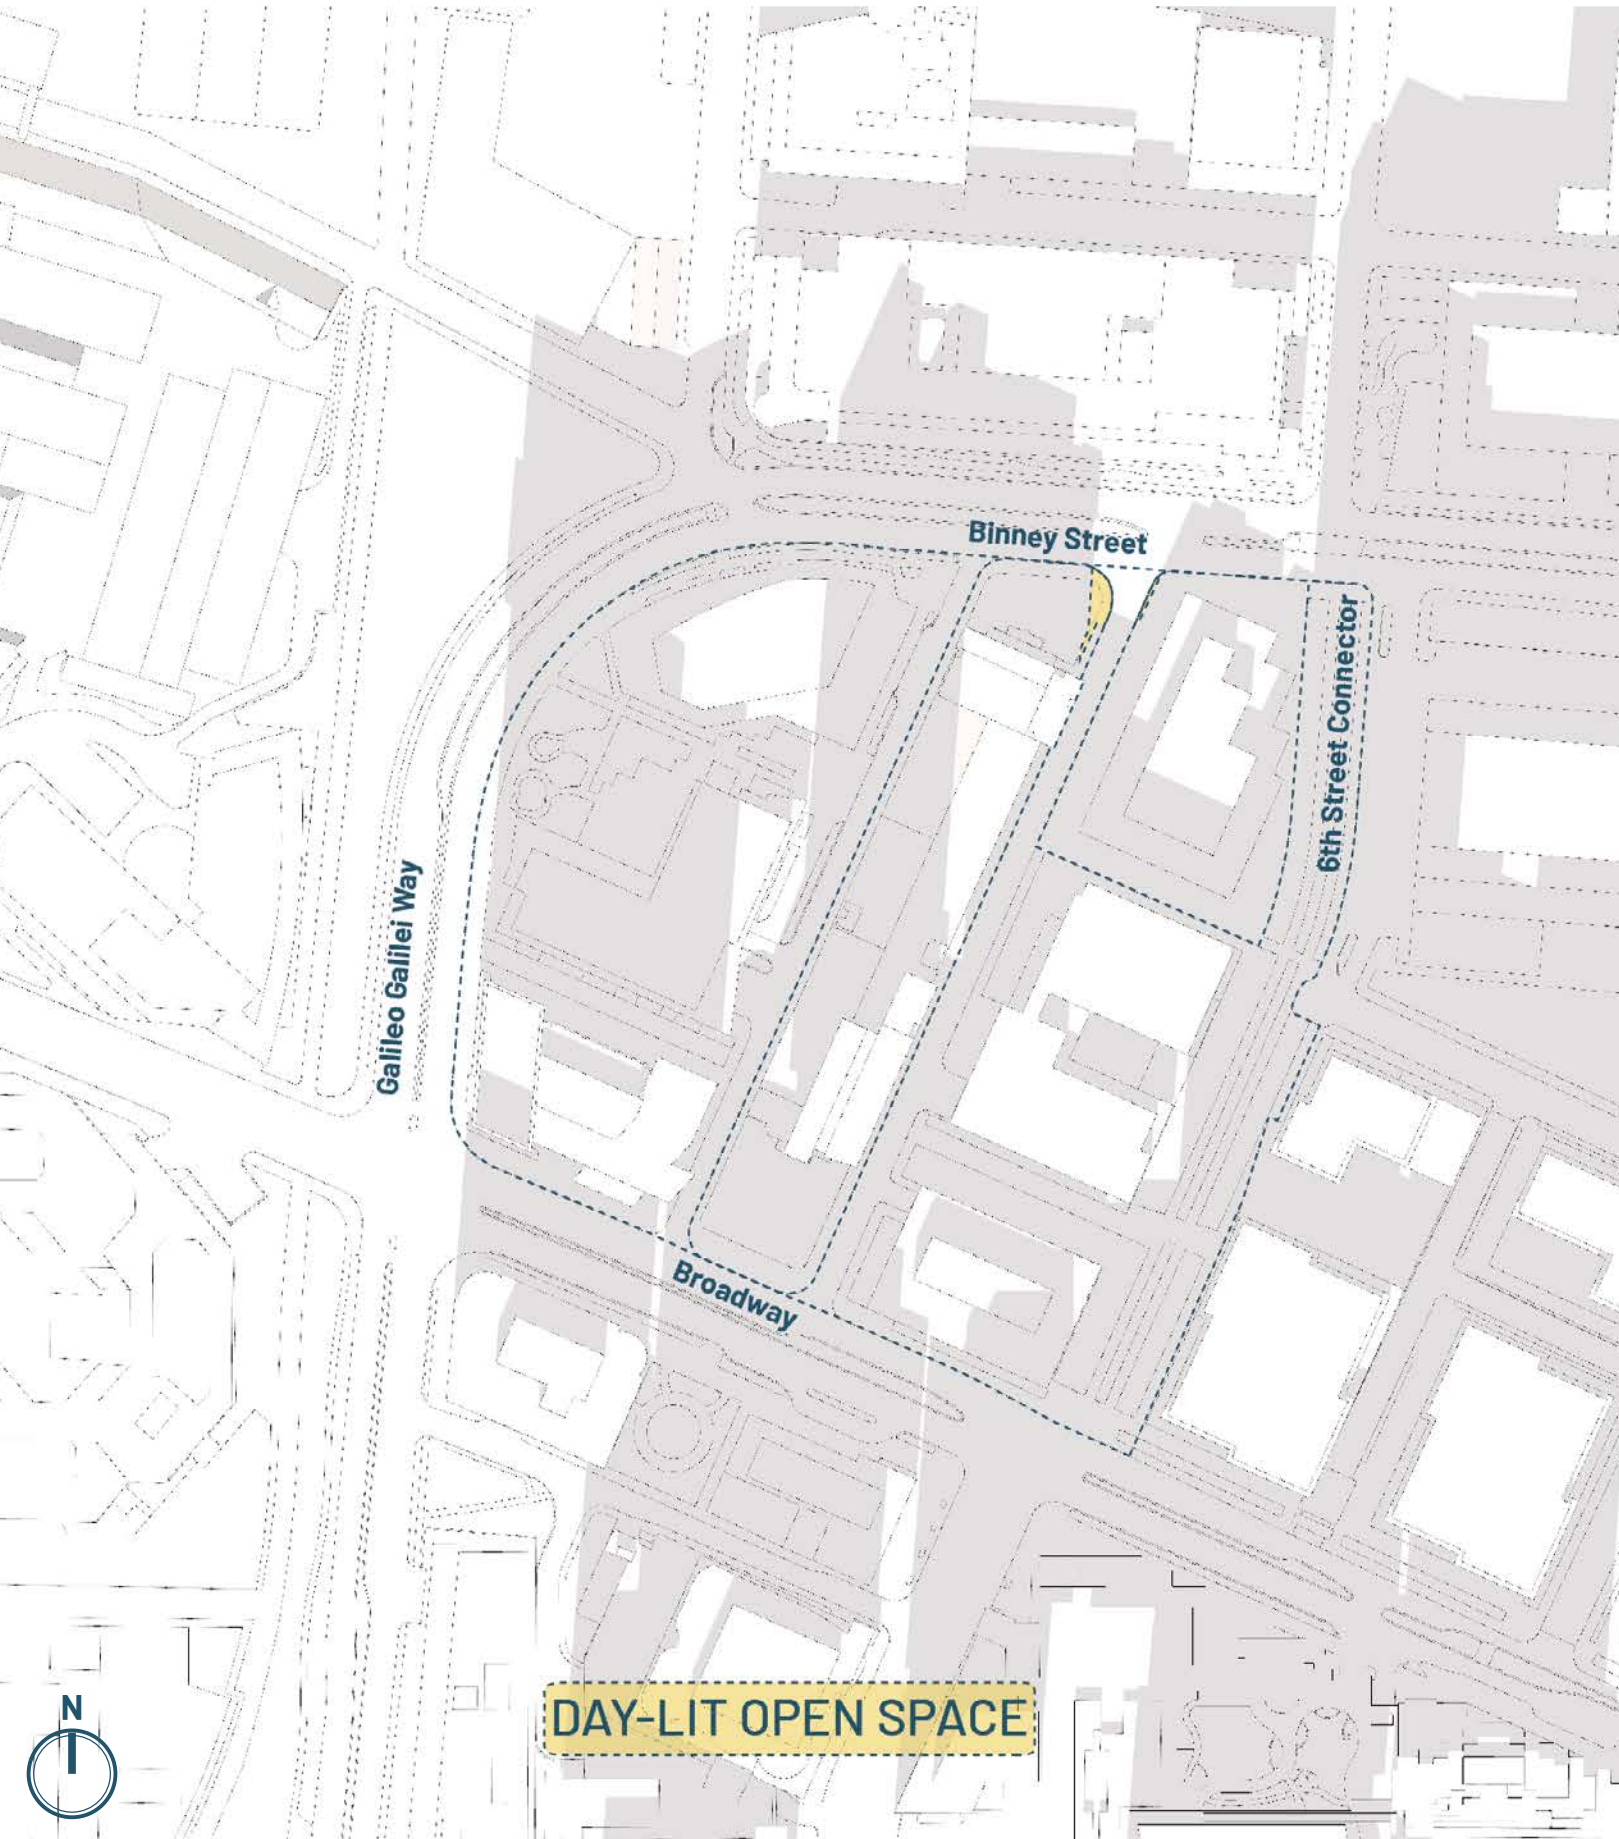 Binney Street
6th Street Connector
Galileo Galilei Way
Broadway
N
DAY-LIT OPEN SPACE